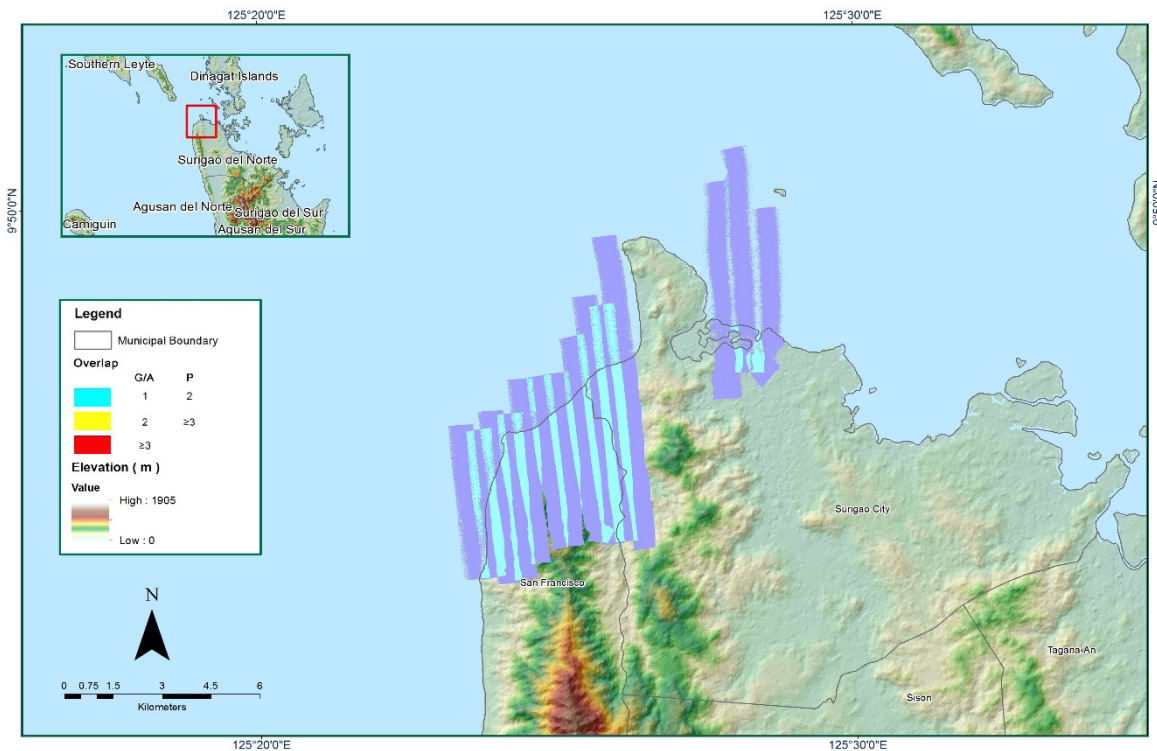 125°20'0"E
125°30'0"E
Southern Leyte
Dinagat Islands
Surigao del Norte
Agusan del Norte
Surigao del Sur
Camiguin
Agusan del Sur
9°50'0"N
9°50'0"N
Legend
Municipal Boundary
Overlap
G/A P
1 2
2 ≥3
≥3
Elevation ( m )
Value
High : 1905
Low : 0
Surigao City
San Francisco
N
Tagana-An
Sison
0 0.75 1.5 3 4.5 6
Kilometers
125°20'0"E
125°30'0"E